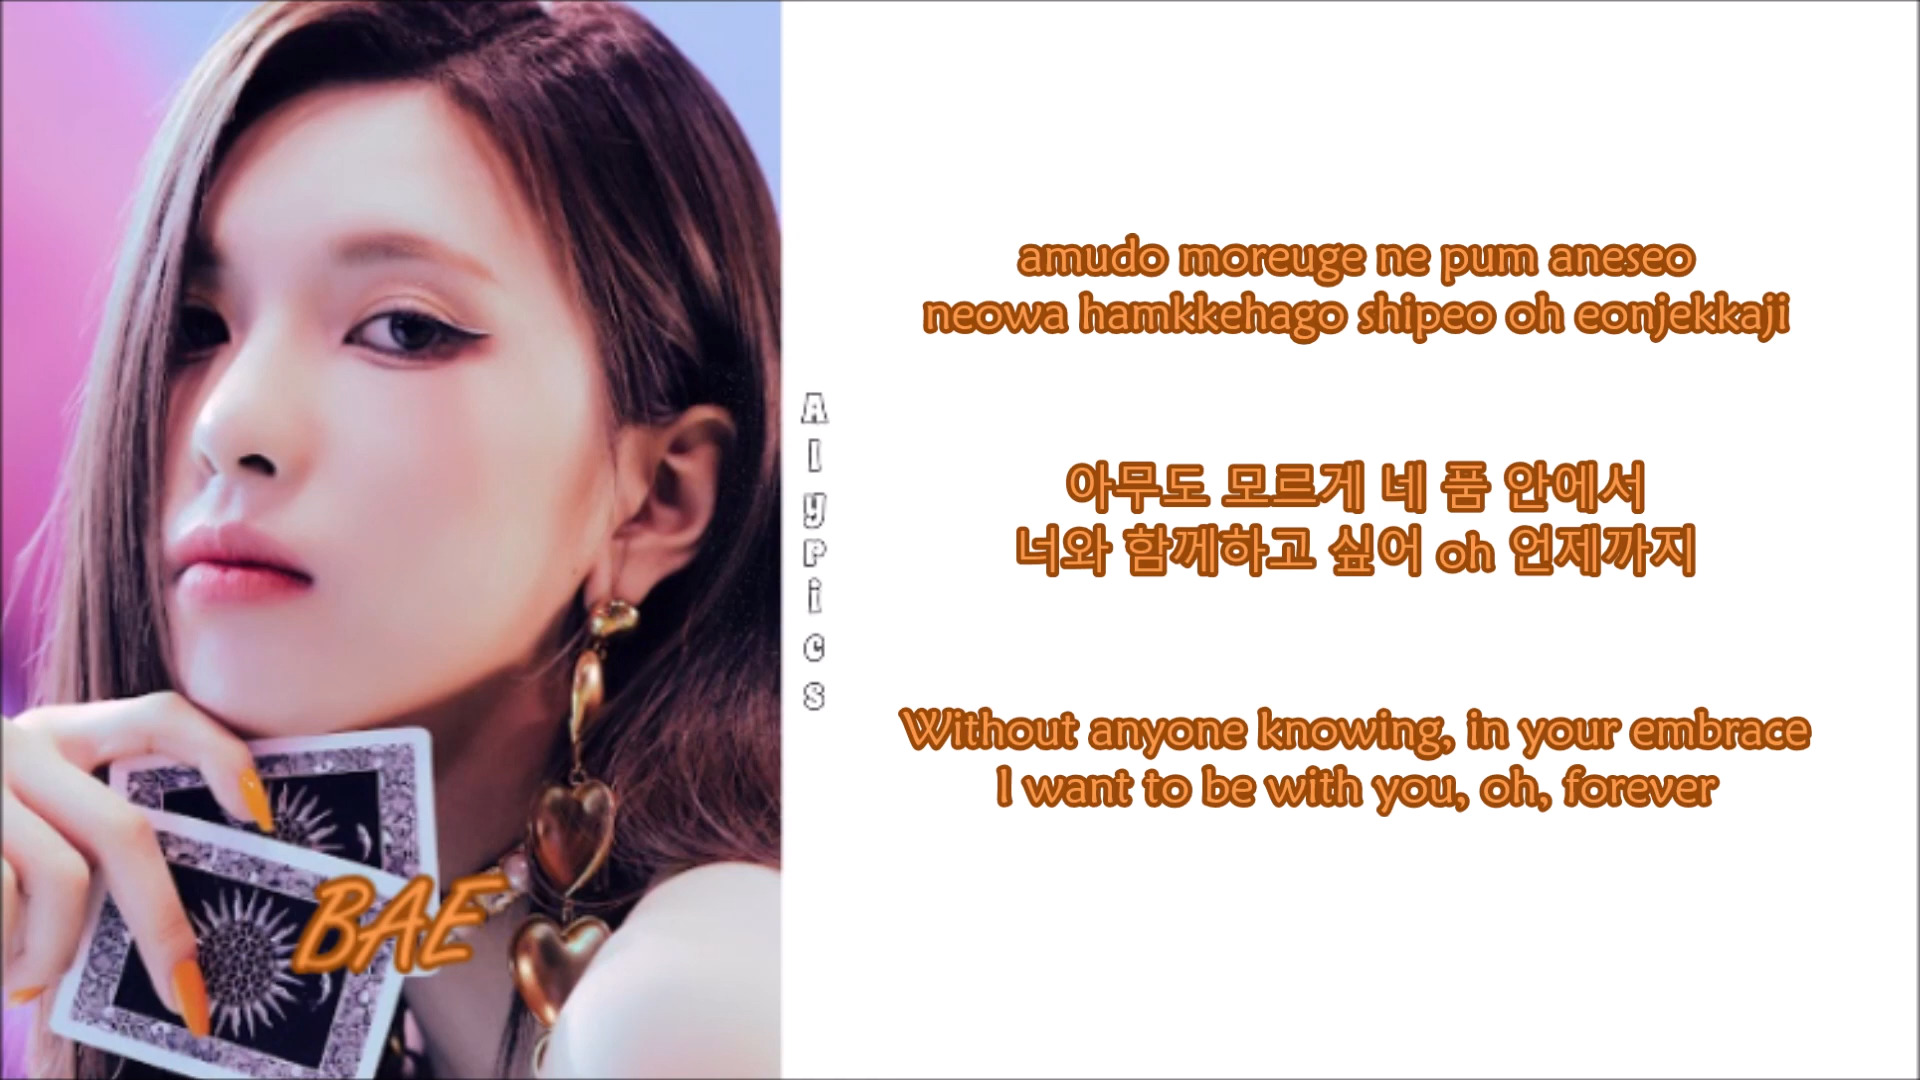 amudo moreuge ne pum aneseo
neowa hamkkehago shipeo oh eonjekkaji
아무도 모르게 네 품 안에서
너와 함께하고 싶어 oh 언제까지
Without anyone knowing, in your embrace
I want to be with you, oh, forever
AlyPics
BAE